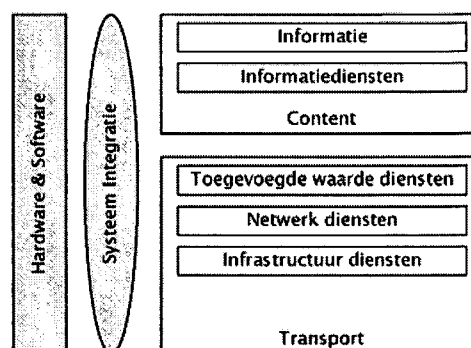 Hardware & Software
Systeem Integratie
Informatie
Informatiediensten
Content
Toegevoegde waarde diensten
Netwerk diensten
Infrastructuur diensten
Transport